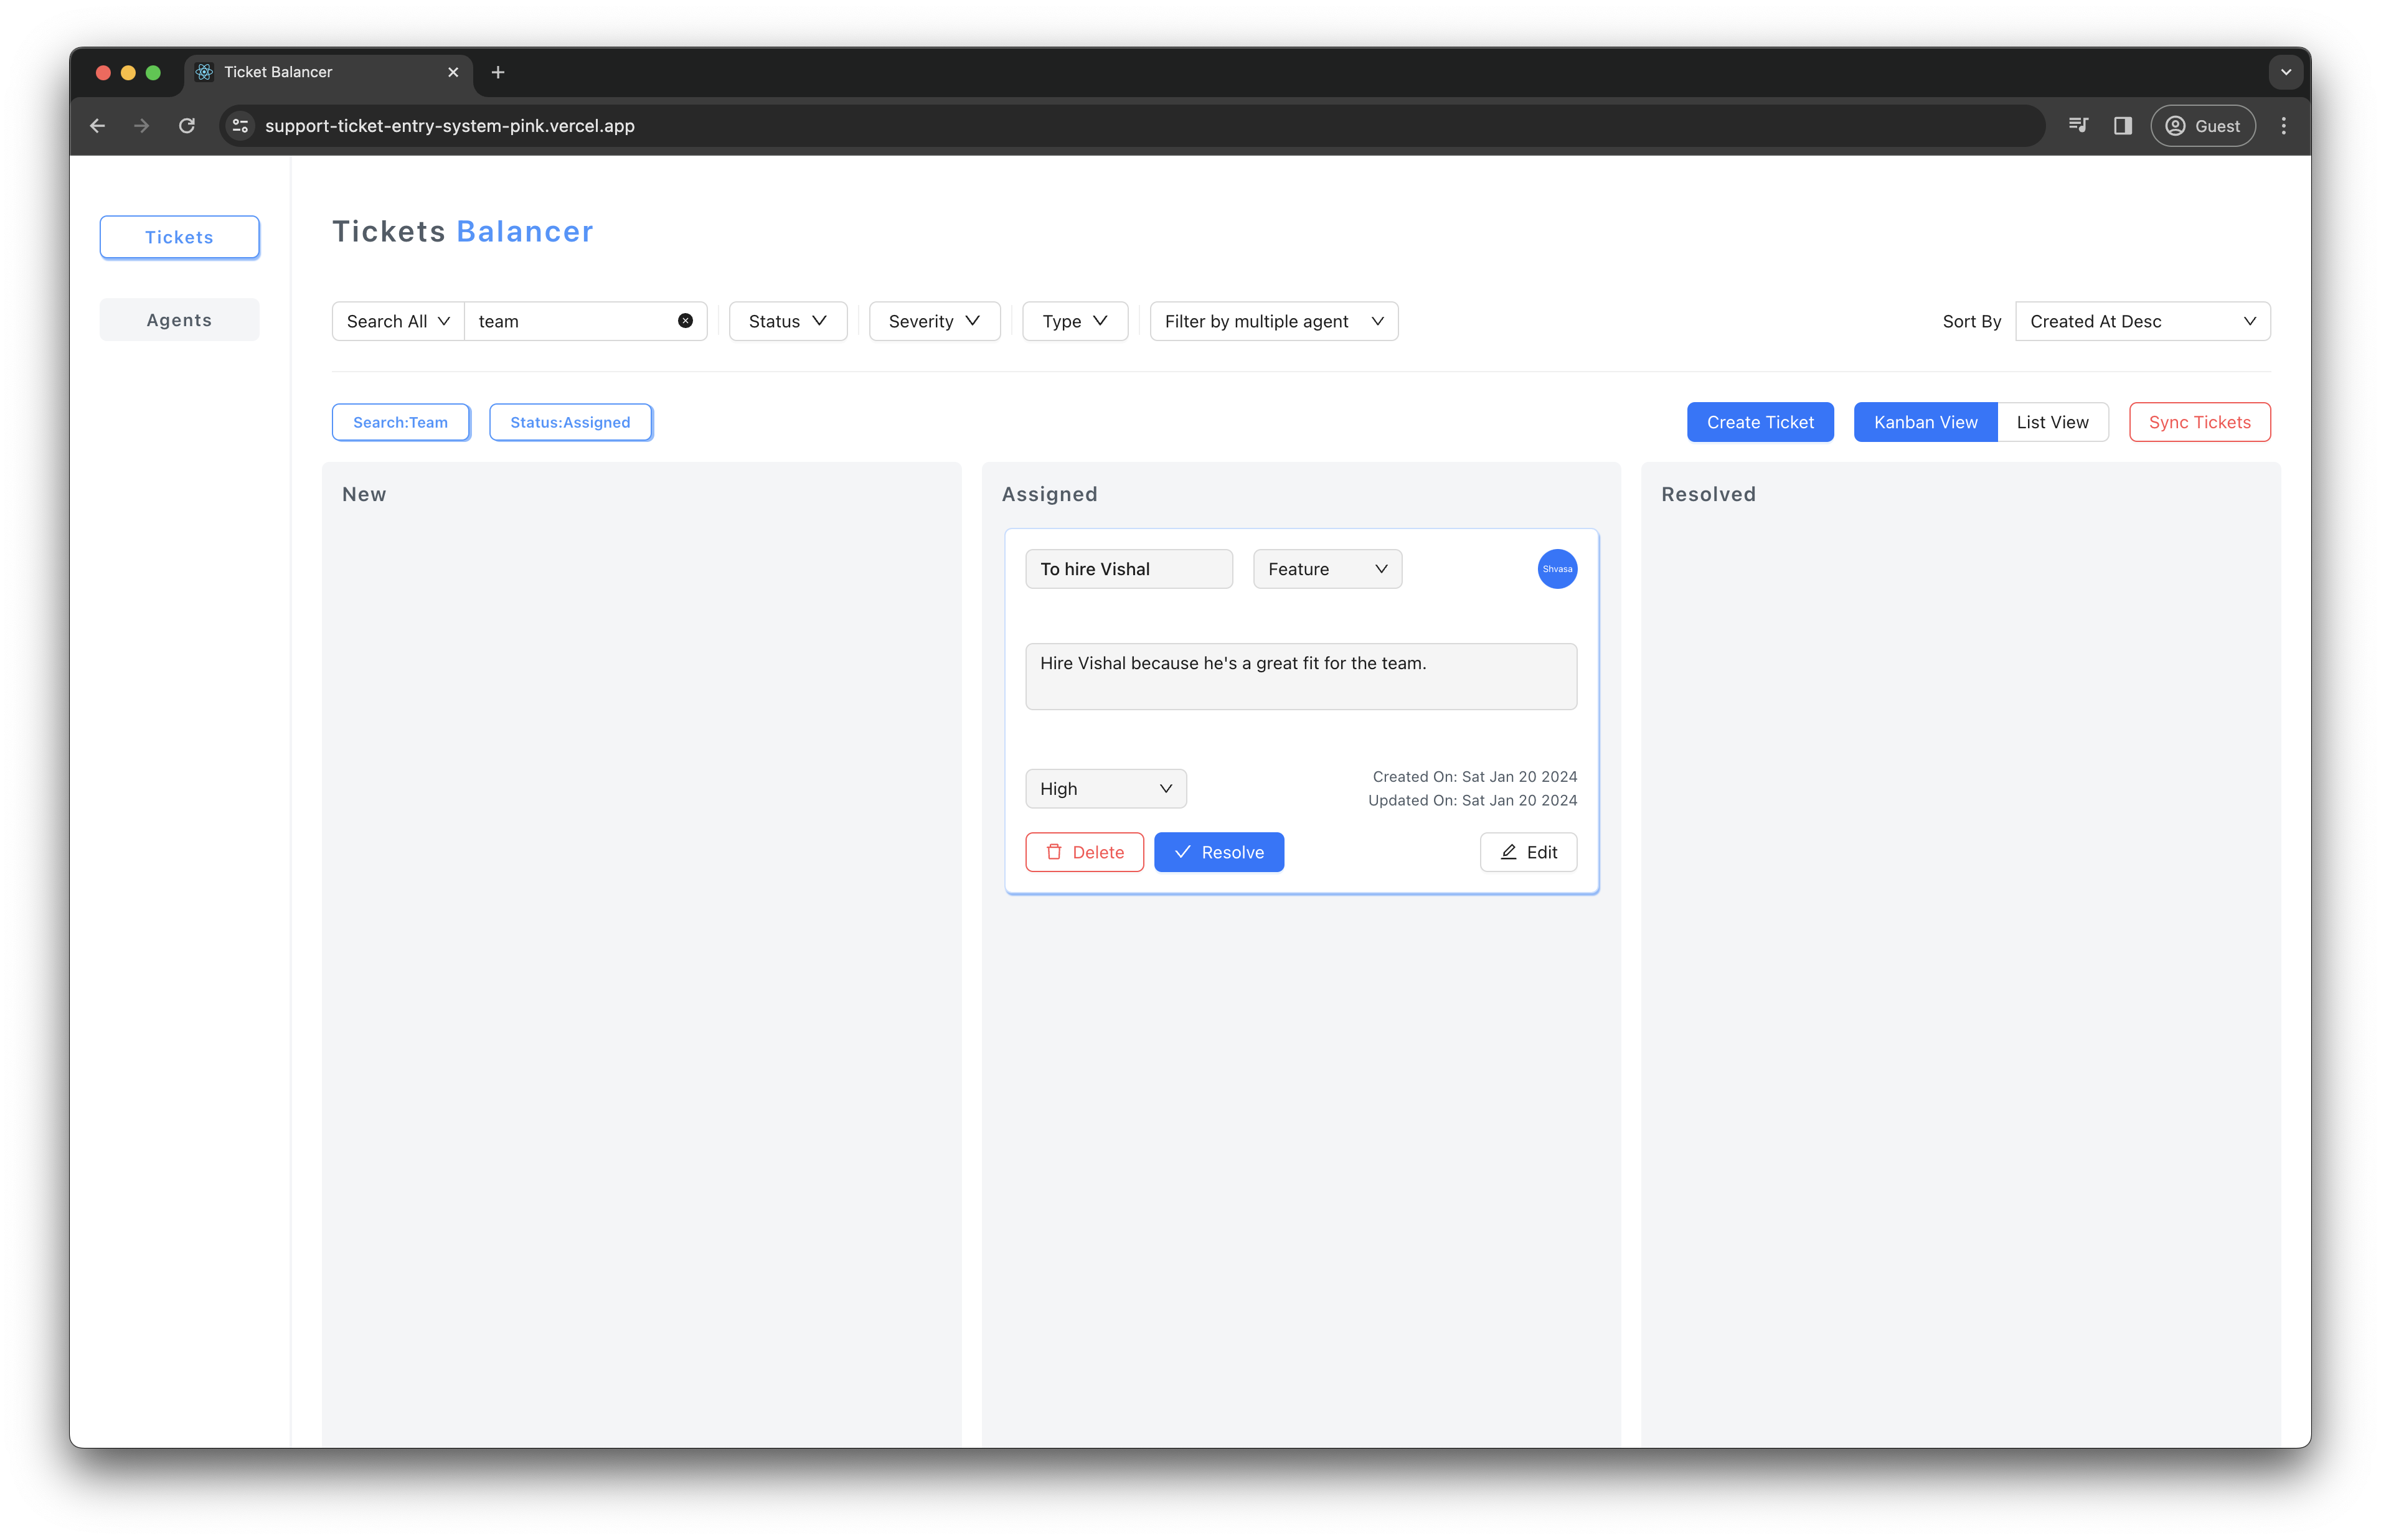 Ticket Balancer
support-ticket-entry-system-pink.vercel.app
Guest
Tickets
Agents
Tickets Balancer
Search All team Status Severity Type Filter by multiple agent Sort By Created At Desc
Search:Team Status:Assigned Create Ticket Kanban View List View Sync Tickets
New
Assigned
Resolved
To hire Vishal Feature Shvasa
Hire Vishal because he's a great fit for the team.
High
Created On: Sat Jan 20 2024
Updated On: Sat Jan 20 2024
Delete Resolve Edit